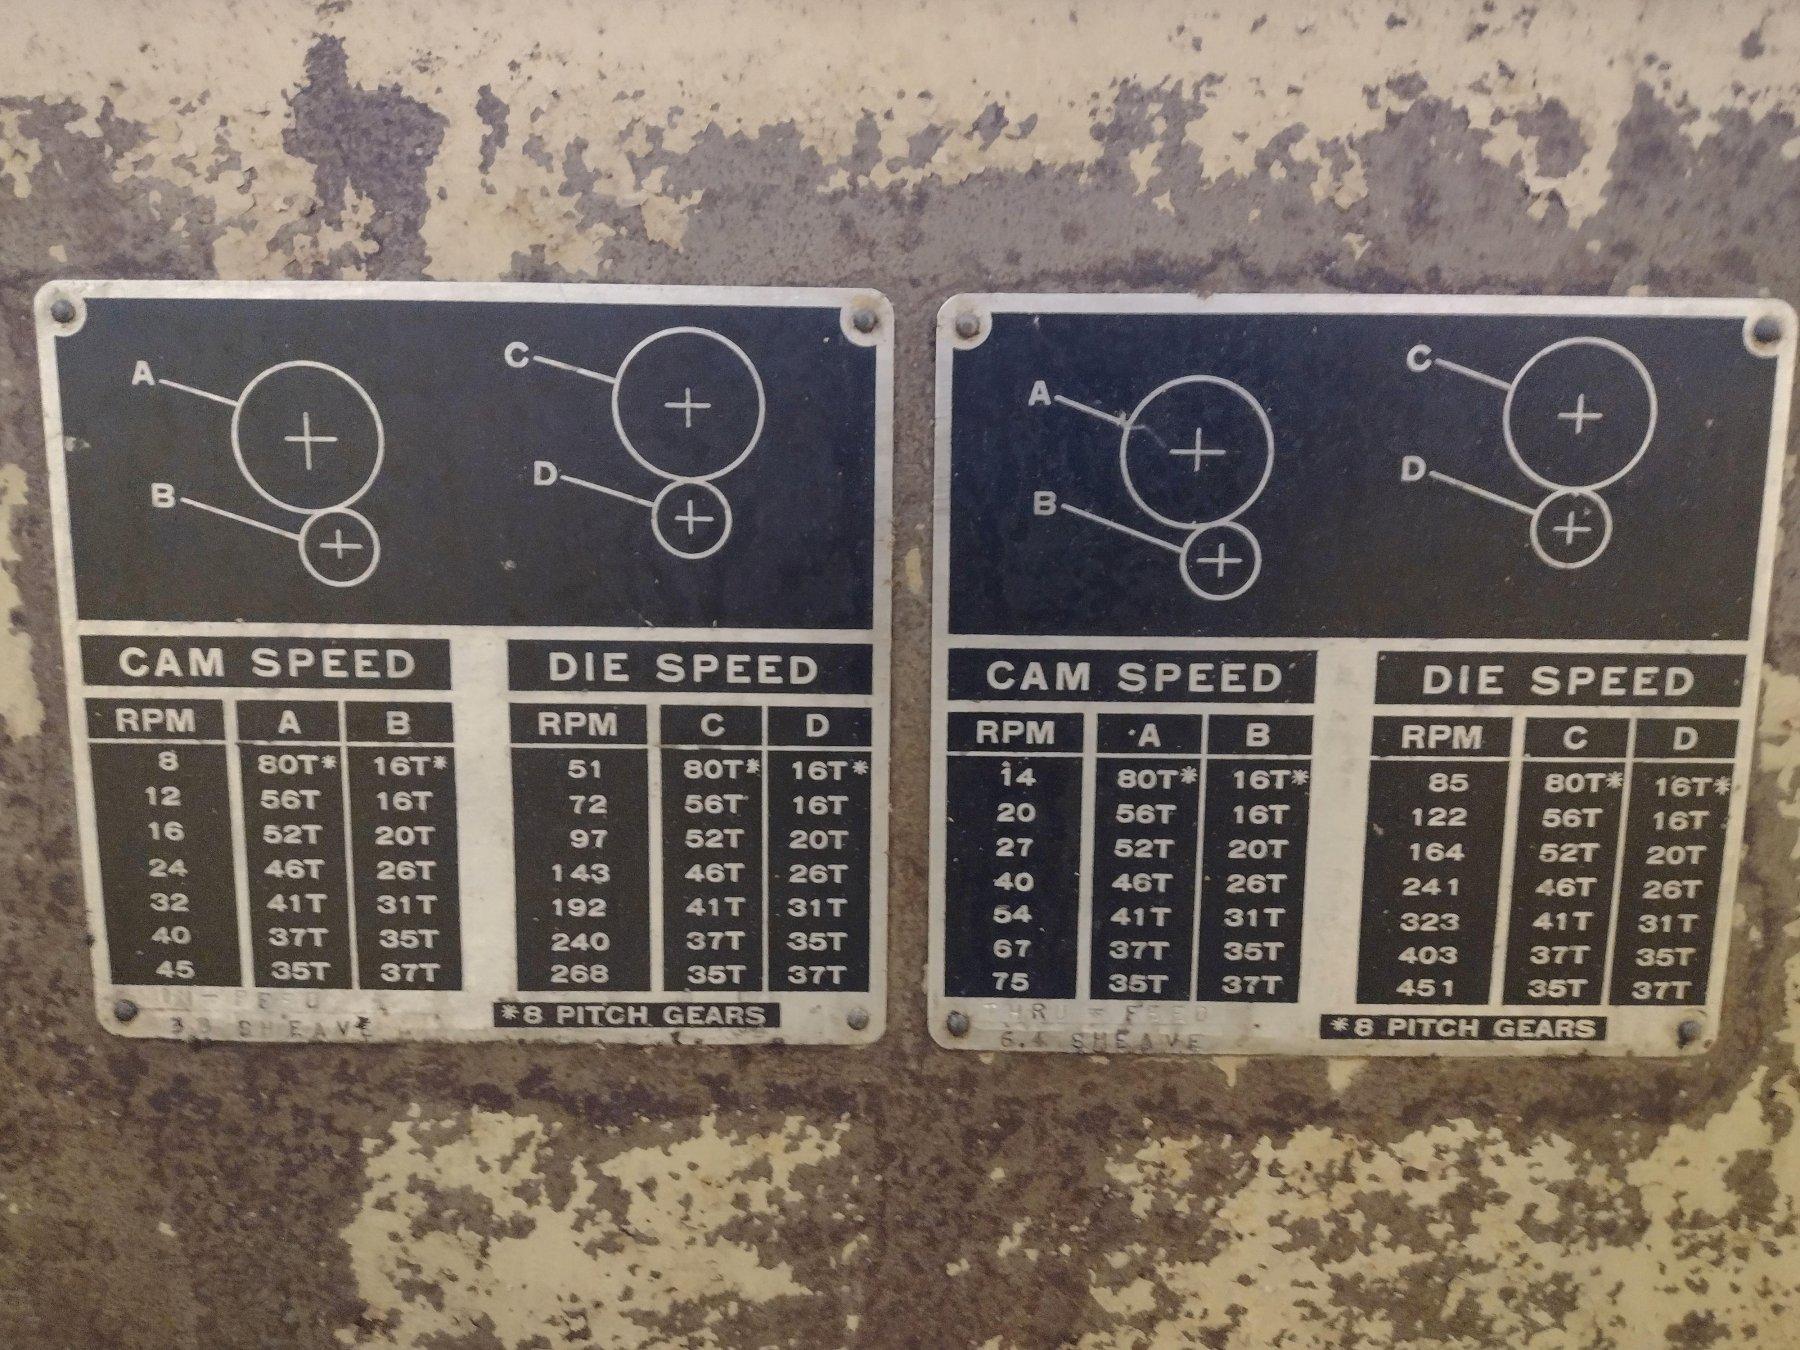 A
B
C
D
CAM SPEED
RPM A B
8 80T* 16T*
12 56T 16T
16 52T 20T
24 46T 26T
32 41T 31T
40 37T 35T
45 35T 37T
DIE SPEED
RPM C D
51 80T* 16T*
72 56T 16T
97 52T 20T
143 46T 26T
192 41T 31T
240 37T 35T
268 35T 37T
IN-FEED
SHEAVE
*8 PITCH GEARS
A
B
C
D
CAM SPEED
RPM A B
14 80T* 16T*
20 56T 16T
27 52T 20T
40 46T 26T
54 41T 31T
67 37T 35T
75 35T 37T
DIE SPEED
RPM C D
85 80T* 16T*
122 56T 16T
164 52T 20T
241 46T 26T
323 41T 31T
403 37T 35T
451 35T 37T
THRU-FEED
6.4 SHEAVE
*8 PITCH GEARS